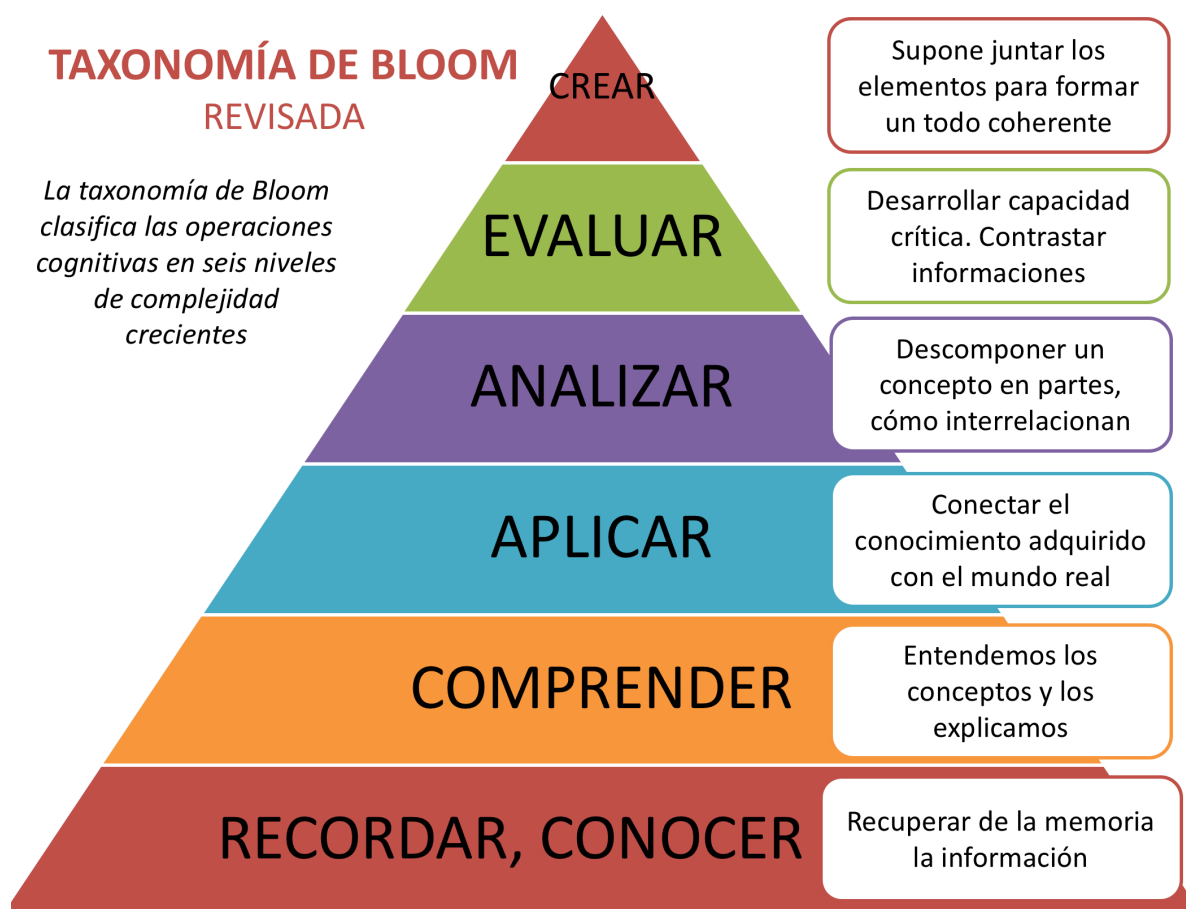 TAXONOMÍA DE BLOOM
REVISADA
La taxonomía de Bloom
clasifica las operaciones
cognitivas en seis niveles
de complejidad
crecientes
CREAR
Supone juntar los
elementos para formar
un todo coherente
EVALUAR
Desarrollar capacidad
crítica. Contrastar
informaciones
ANALIZAR
Descomponer un
concepto en partes,
cómo interrelacionan
APLICAR
Conectar el
conocimiento adquirido
con el mundo real
COMPRENDER
Entendemos los
conceptos y los
explicamos
RECORDAR, CONOCER
Recuperar de la memoria
la información